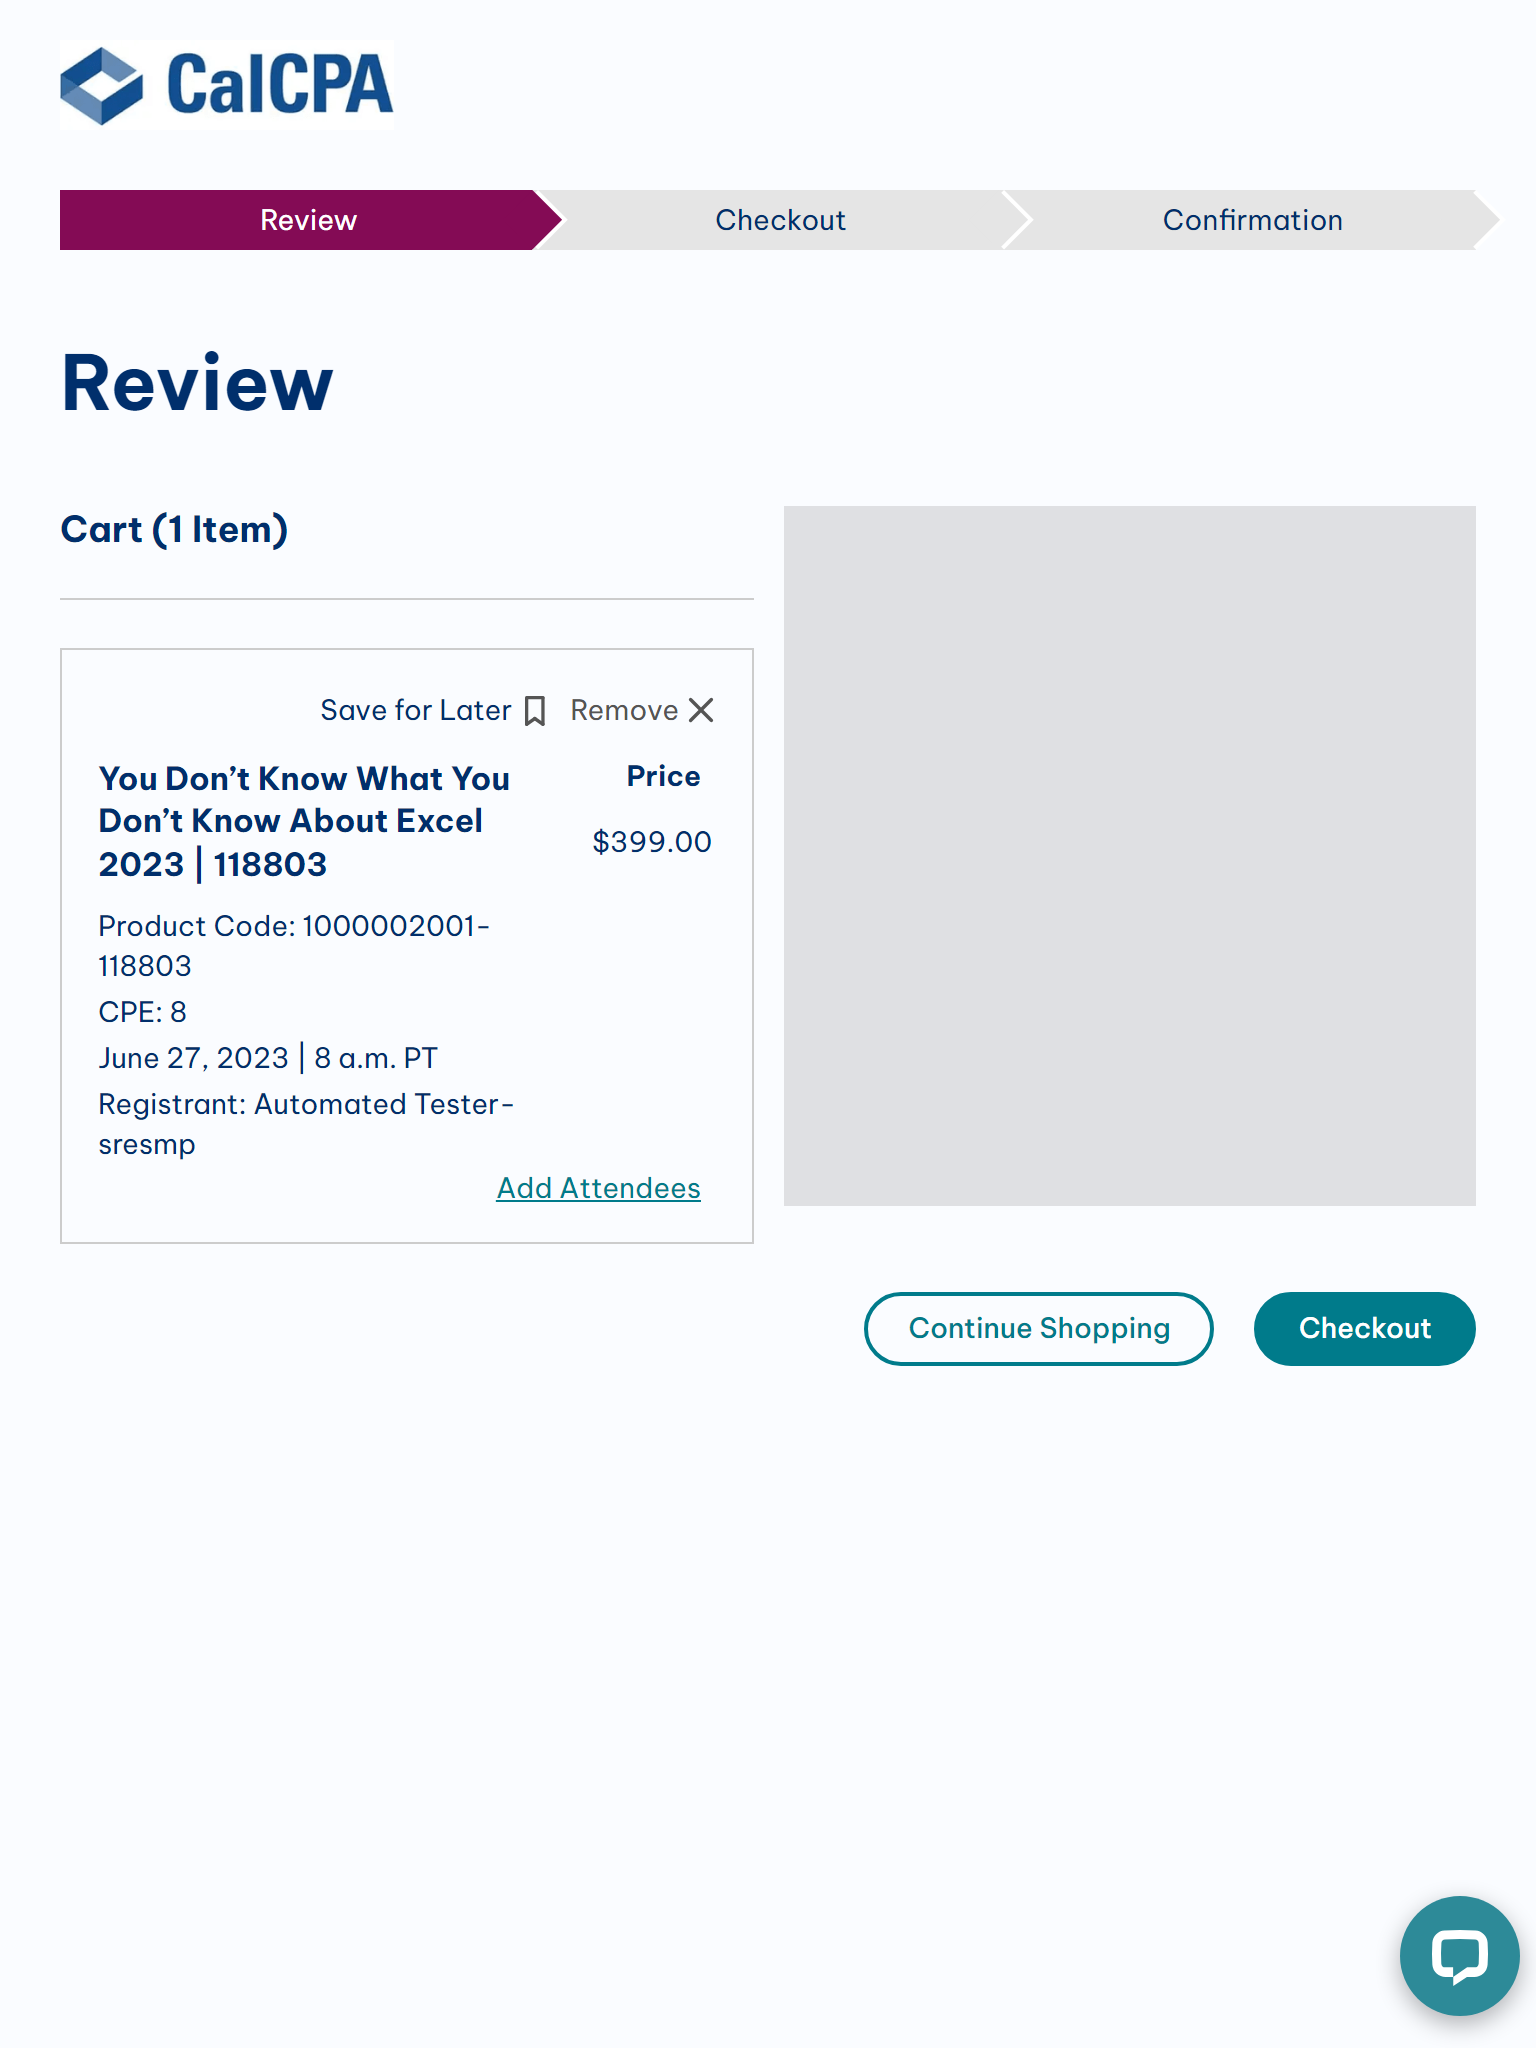 CalCPA
Review
Checkout
Confirmation
Review
Cart (1 Item)
Save for Later
Remove
You Don’t Know What You
Don’t Know About Excel
2023 | 118803
Price
$399.00
Product Code: 1000002001-
118803
CPE: 8
June 27, 2023 | 8 a.m. PT
Registrant: Automated Tester-
sresmp
Add Attendees
Continue Shopping
Checkout